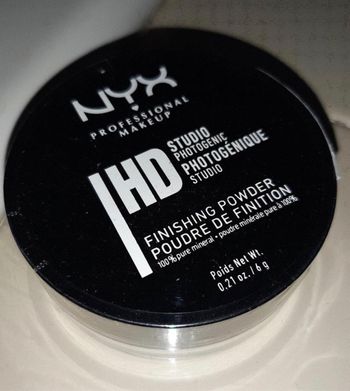 NYX
PROFESSIONAL
MAKEUP
HD
STUDIO
PHOTOGENIC
PHOTOGÉNIQUE
STUDIO
FINISHING POWDER
POUDRE DE FINITION
100% pure mineral • poudre minérale pure à 100%
Poids Net Wt.
0.21 oz. / 6 g